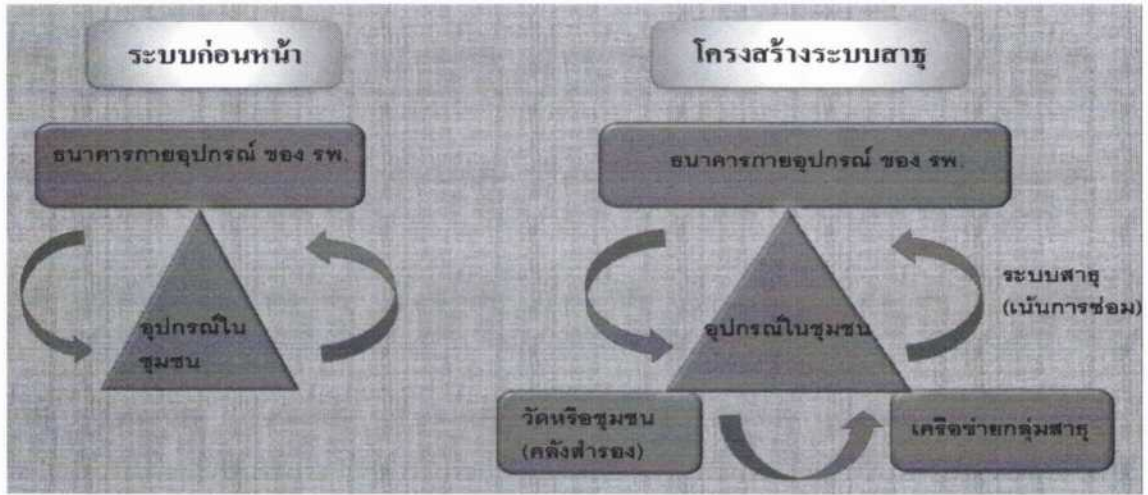 ระบบก่อนหน้า
ธนาคารกายอุปกรณ์ ของ รพ.
อุปกรณ์ใน
ชุมชน
โครงสร้างระบบสาธุ
ธนาคารกายอุปกรณ์ ของ รพ.
ระบบสาธุ
(เน้นการซ่อม)
อุปกรณ์ในชุมชน
วัดหรือชุมชน
(คลังสำรอง)
เครือข่ายกลุ่มสาธุ